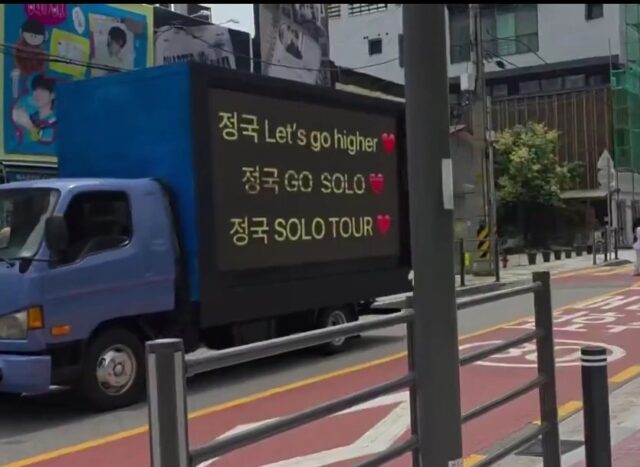 정국 Let's go higher ❤
정국 GO SOLO ❤
정국 SOLO TOUR ❤